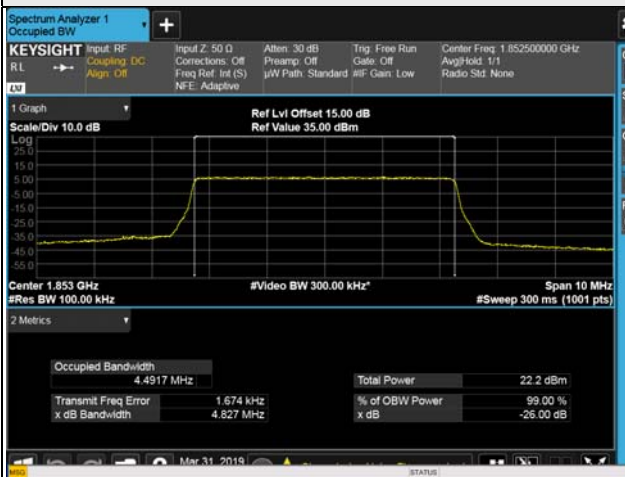 Spectrum Analyzer 1
Occupied BW
KEYSIGHT Input: RF Input Z: 50 Ω Atten: 30 dB Trig: Free Run Center Freq: 1.852500000 GHz
RL Coupling: DC Corrections: Off Preamp: Off Gate: Off Avg|Hold: 1/1
Align: Off Freq Ref: Int (S) µW Path: Standard #IF Gain: Low Radio Std: None
NFE: Adaptive
LXI
1 Graph
Ref Lvl Offset 15.00 dB
Scale/Div 10.0 dB Ref Value 35.00 dBm
Log
25.0
15.0
5.00
-5.00
-15.0
-25.0
-35.0
-45.0
-55.0
Center 1.853 GHz #Video BW 300.00 kHz* Span 10 MHz
#Res BW 100.00 kHz #Sweep 300 ms (1001 pts)
2 Metrics
Occupied Bandwidth
4.4917 MHz Total Power 22.2 dBm
Transmit Freq Error 1.674 kHz % of OBW Power 99.00 %
x dB Bandwidth 4.827 MHz x dB -26.00 dB
Mar 31, 2019
MSG STATUS